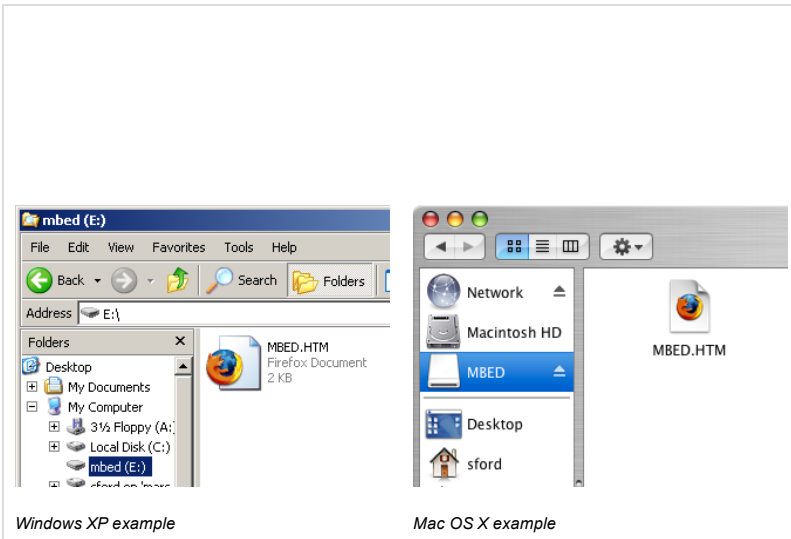 mbed (E:)
File Edit View Favorites Tools Help
Back Search Folders
Address E:\
Folders
Desktop
My Documents
My Computer
3½ Floppy (A:)
Local Disk (C:)
mbed (E:)
MBED.HTM
Firefox Document
2 KB
Windows XP example
Network
Macintosh HD
MBED
Desktop
sford
MBED.HTM
Mac OS X example